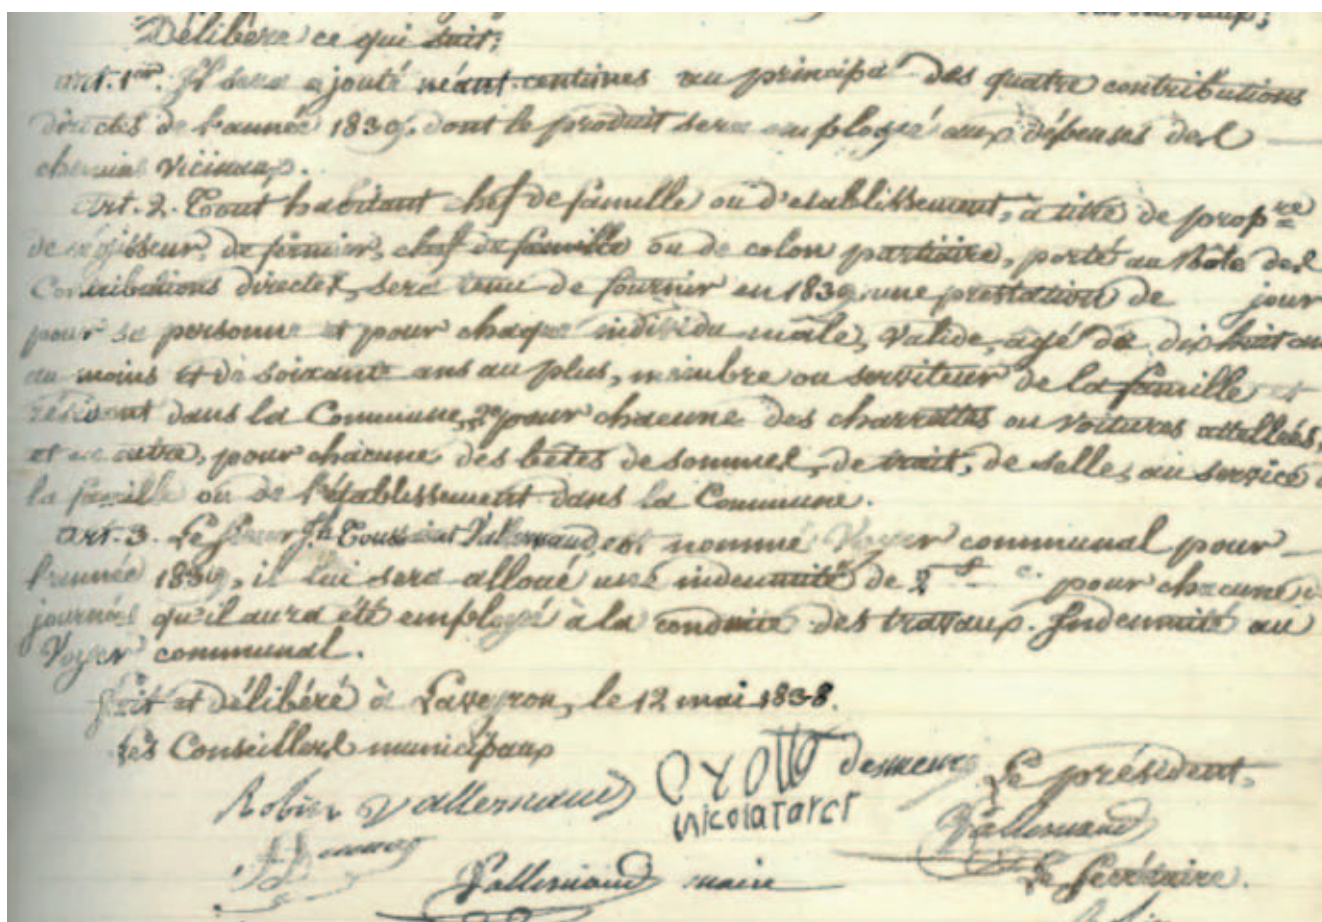 Délibère ce qui suit;
art. 1er. Il sera ajouté néant centimes au principal des quatre contributions
directes de l'année 1839. dont le produit sera employé aux dépenses des
chemins vicinaux.
Art. 2. Tout habitant chef de famille ou d'établissement, à titre de propre
de régisseur, de fermier, chef de famille ou de colon partiaire, porté au Rôle des
Contributions directes, sera tenu de fournir en 1839 une prestation de jour
pour sa personne et pour chaque individu mâle, valide, agé de dix huit ans
au moins et de soixante ans au plus, membre ou serviteur de la famille et
résidant dans la Commune, 2° pour chacune des charrettes ou voitures attellées,
et en outre, pour chacune des bêtes de sommes, de trait, de selle, au service
la famille ou de l'établissement dans la Commune.
Art. 3. Le sieur Jh Toussaint Vallernaud, est nommé Voyer communal pour
l'année 1839, il lui sera alloué une indemnité de 2 f c. pour chacune
journées qu'il aura été employé à la conduite des travaux. Indemnité au
Voyer communal.
fait et délibéré à Laveyron, le 12 mai 1838.
Les Conseillers municipaux
Robin Vallernaud Le président,
nicola
Vallernaud
Vallernaud maire Le Secrétaire.